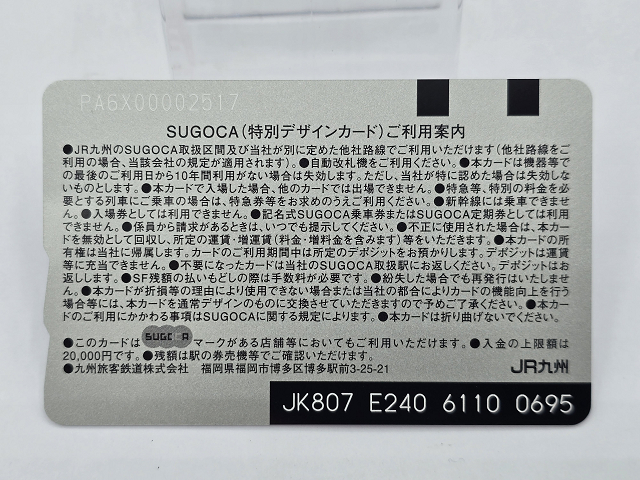 PA6X00002517
SUGOCA(特別デザインカード)ご利用案内
●JR九州のSUGOCA取扱区間及び当社が別に定めた他社路線でご利用いただけます(他社路線をご
利用の場合、当該会社の規定が適用されます)。●自動改札機をご利用ください。●本カードは機器等で
の最後のご利用日から10年間利用がない場合は失効します。ただし、当社が特に認めた場合は失効し
ないものとします。●本カードで入場した場合、他のカードでは出場できません。●特急等、特別の料金を必
要とする列車にご乗車の場合は、特急券等をお求めのうえご利用ください。●新幹線には乗車できませ
ん。●入場券としては利用できません。●記名式SUGOCA乗車券またはSUGOCA定期券としては利用
できません。●係員から請求があるときは、いつでも提示してください。●不正に使用された場合は、本カー
ドを無効として回収し、所定の運賃・増運賃(料金・増料金を含みます)等をいただきます。●本カードの所
有権は当社に帰属します。カードのご利用期間中は所定のデポジットをお預かりします。デポジットは運賃
等に充当できません。●不要になったカードは当社のSUGOCA取扱駅にお返しください。デポジットはお
返しします。●SF残額の払いもどしの際は手数料が必要です。●紛失した場合でも再発行はいたしませ
ん。●本カードが折損等の理由により使用できない場合または当社の都合によりカードの機能向上を行う
場合等には、本カードを通常デザインのものに交換させていただきますので予めご了承ください。●本カー
ドのご利用にかかわる事項はSUGOCAに関する規定によります。●本カードは折り曲げないでください。
●このカードは SUGOCA マークがある店舗等においてもご利用いただけます。●入金の上限額は
20,000円です。●残額は駅の券売機等でご確認いただけます。
●九州旅客鉄道株式会社 福岡県福岡市博多区博多駅前3-25-21 JR九州
JK807 E240 6110 0695